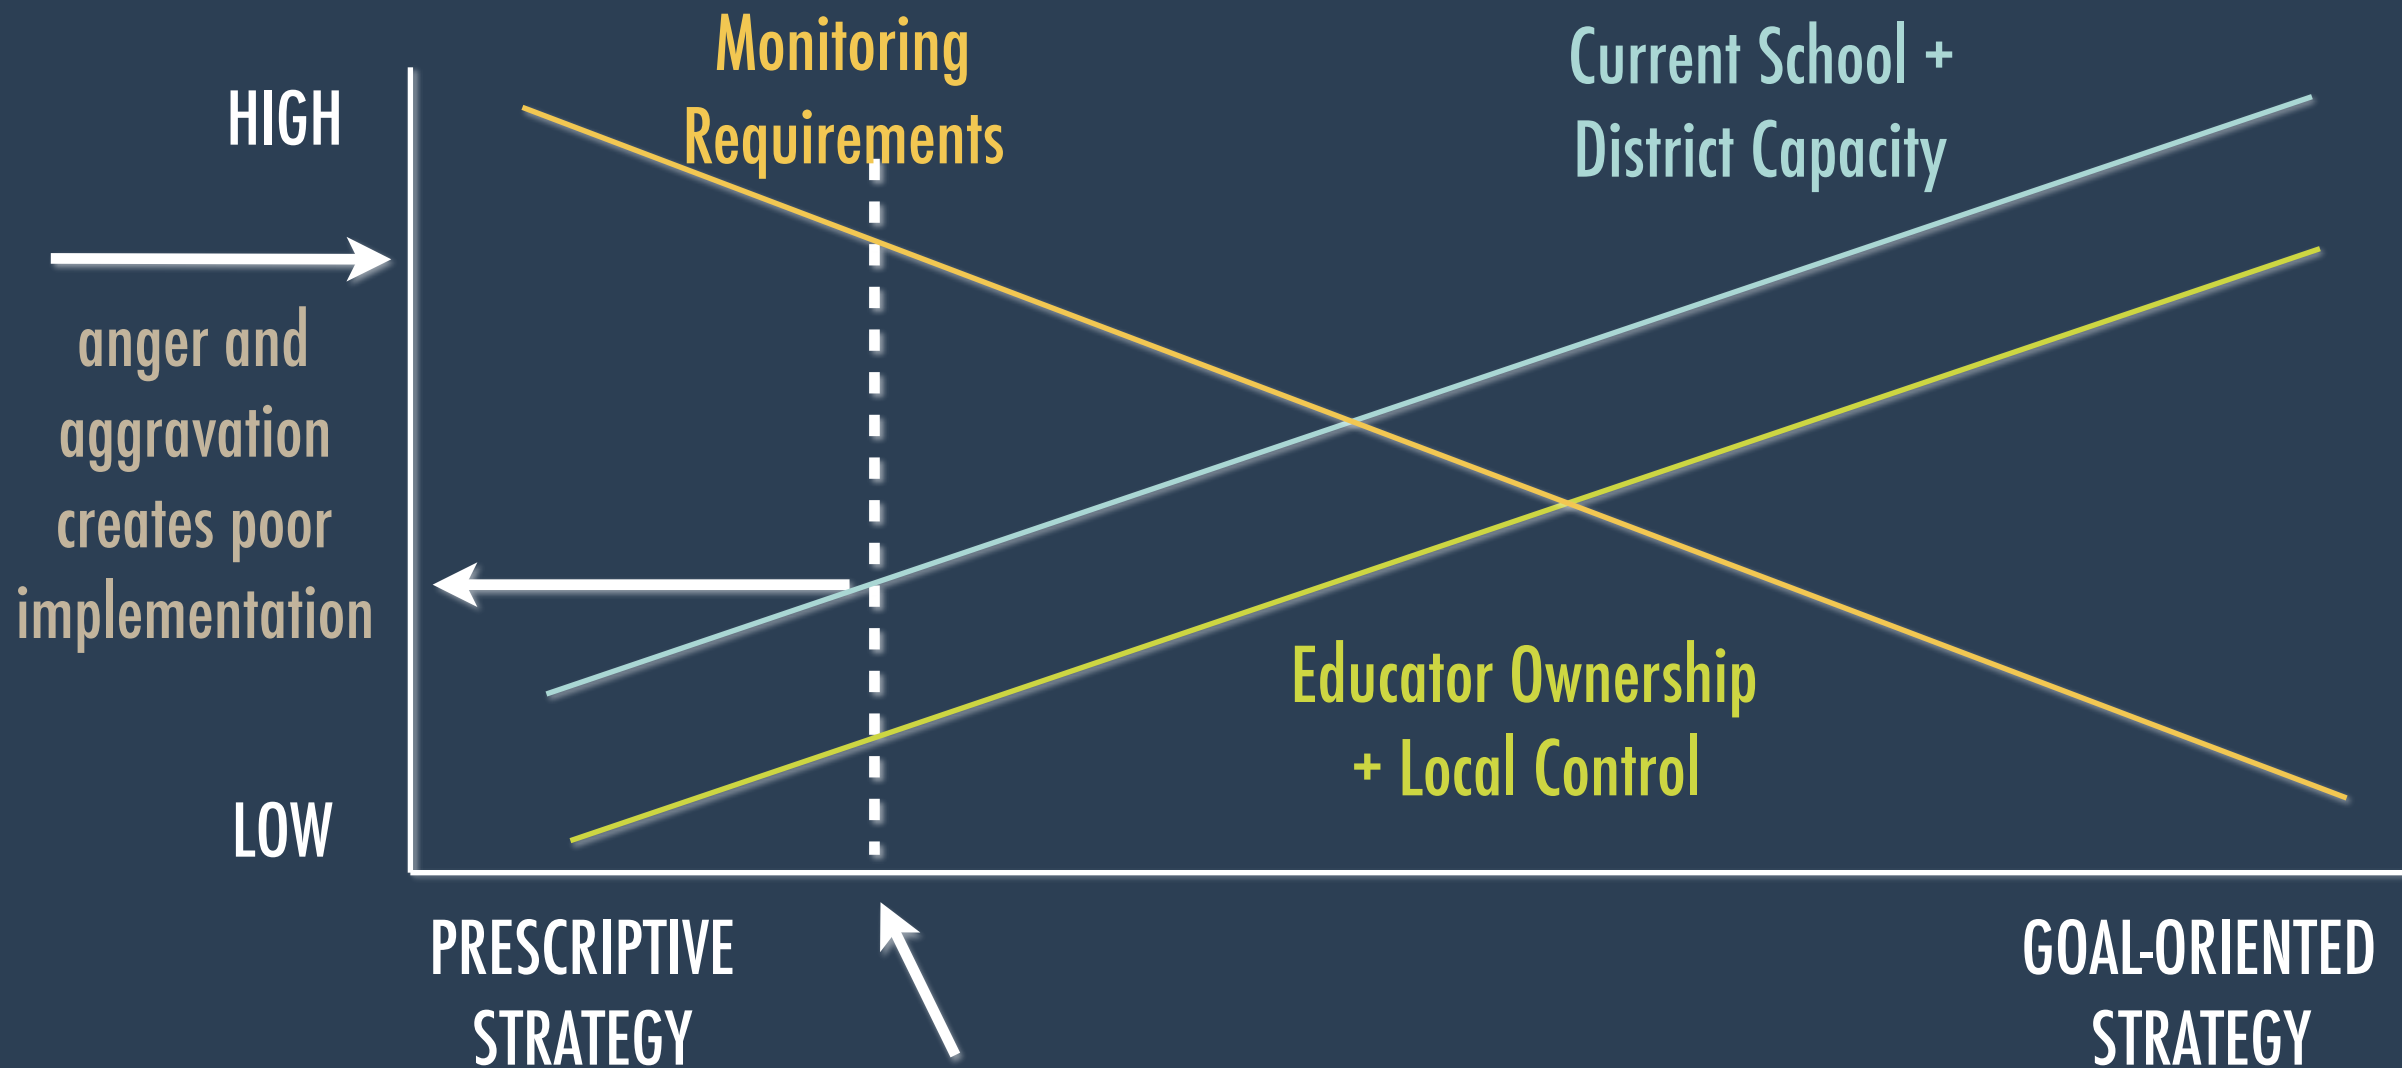 Monitoring
Requirements
Current School +
District Capacity
HIGH
anger and
aggravation
creates poor
implementation
Educator Ownership
+ Local Control
LOW
PRESCRIPTIVE
STRATEGY
GOAL-ORIENTED
STRATEGY